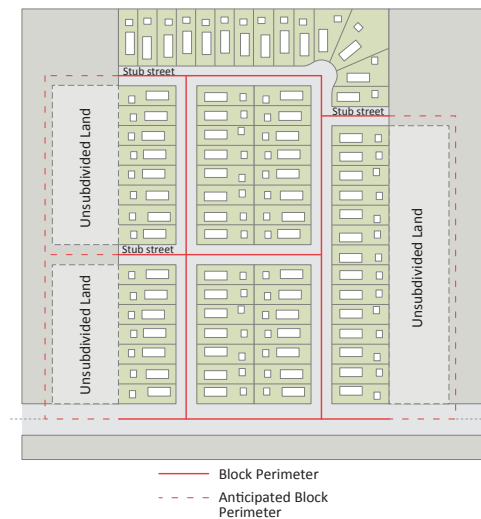 Stub street
Stub street
Unsubdivided Land
Unsubdivided Land
Stub street
Unsubdivided Land
Block Perimeter
Anticipated Block
Perimeter